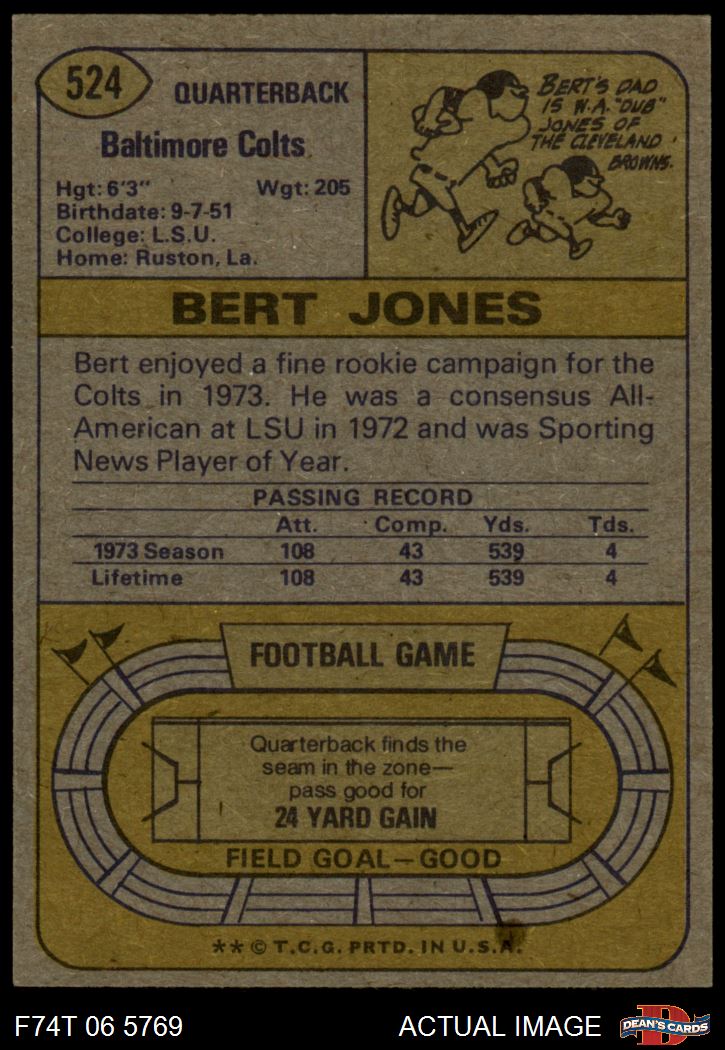 524
QUARTERBACK
Baltimore Colts
Hgt: 6'3" Wgt: 205
Birthdate: 9-7-51
College: L.S.U.
Home: Ruston, La.
BERT'S DAD
IS W.A. "DUB"
JONES OF
THE CLEVELAND
BROWNS.
BERT JONES
Bert enjoyed a fine rookie campaign for the
Colts in 1973. He was a consensus All-
American at LSU in 1972 and was Sporting
News Player of Year.
PASSING RECORD
Att. Comp. Yds. Tds.
1973 Season 108 43 539 4
Lifetime 108 43 539 4
FOOTBALL GAME
Quarterback finds the
seam in the zone—
pass good for
24 YARD GAIN
FIELD GOAL—GOOD
** © T.C.G. PRTD. IN U.S.A.
F74T 06 5769 ACTUAL IMAGE
D
DEAN'S CARDS